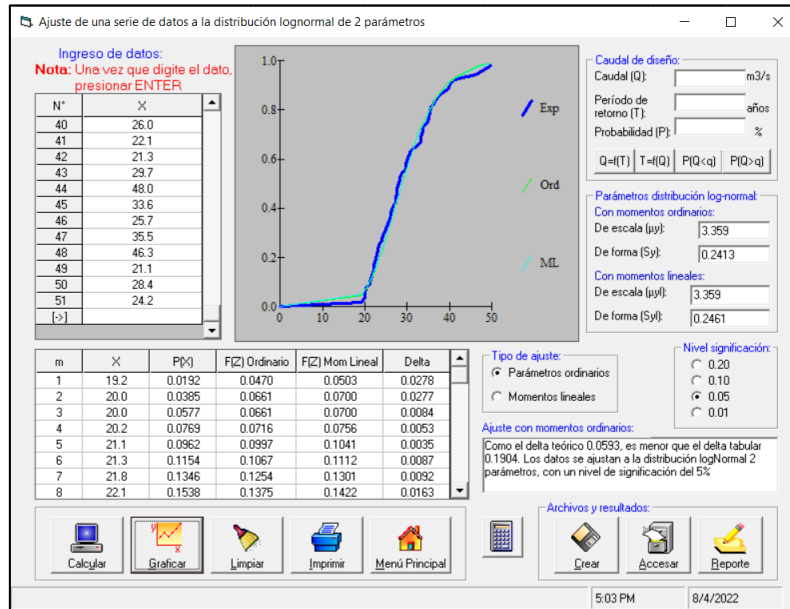 Ajuste de una serie de datos a la distribución lognormal de 2 parámetros
Ingreso de datos:
Nota: Una vez que digite el dato,
presionar ENTER
N° X
40 26.0
41 22.1
42 21.3
43 29.7
44 48.0
45 33.6
46 25.7
47 35.5
48 46.3
49 21.1
50 28.4
51 24.2
[->]
1.0
0.8
0.6
0.4
0.2
0.0
0 10 20 30 40 50
Exp
Ord
ML
Caudal de diseño:
Caudal (Q): m3/s
Período de
retorno (T): años
Probabilidad (P): %
Q=f(T) T=f(Q) P(Q<q) P(Q>q)
Parámetros distribución log-normal:
Con momentos ordinarios:
De escala (μy): 3.359
De forma (Sy): 0.2413
Con momentos lineales:
De escala (μyl): 3.359
De forma (Syl): 0.2461
m X P(X) F(Z) Ordinario F(Z) Mom Lineal Delta
1 19.2 0.0192 0.0470 0.0503 0.0278
2 20.0 0.0385 0.0661 0.0700 0.0277
3 20.0 0.0577 0.0661 0.0700 0.0084
4 20.2 0.0769 0.0716 0.0756 0.0053
5 21.1 0.0962 0.0997 0.1041 0.0035
6 21.3 0.1154 0.1067 0.1112 0.0087
7 21.8 0.1346 0.1254 0.1301 0.0092
8 22.1 0.1538 0.1375 0.1422 0.0163
Tipo de ajuste:
Parámetros ordinarios
Momentos lineales
Nivel significación:
0.20
0.10
0.05
0.01
Ajuste con momentos ordinarios:
Como el delta teórico 0.0593, es menor que el delta tabular
0.1904. Los datos se ajustan a la distribución logNormal 2
parámetros, con un nivel de significación del 5%
Calcular
y x
Graficar
Limpiar
Imprimir
Menú Principal
Archivos y resultados:
Crear
Accesar
Reporte
5:03 PM 8/4/2022